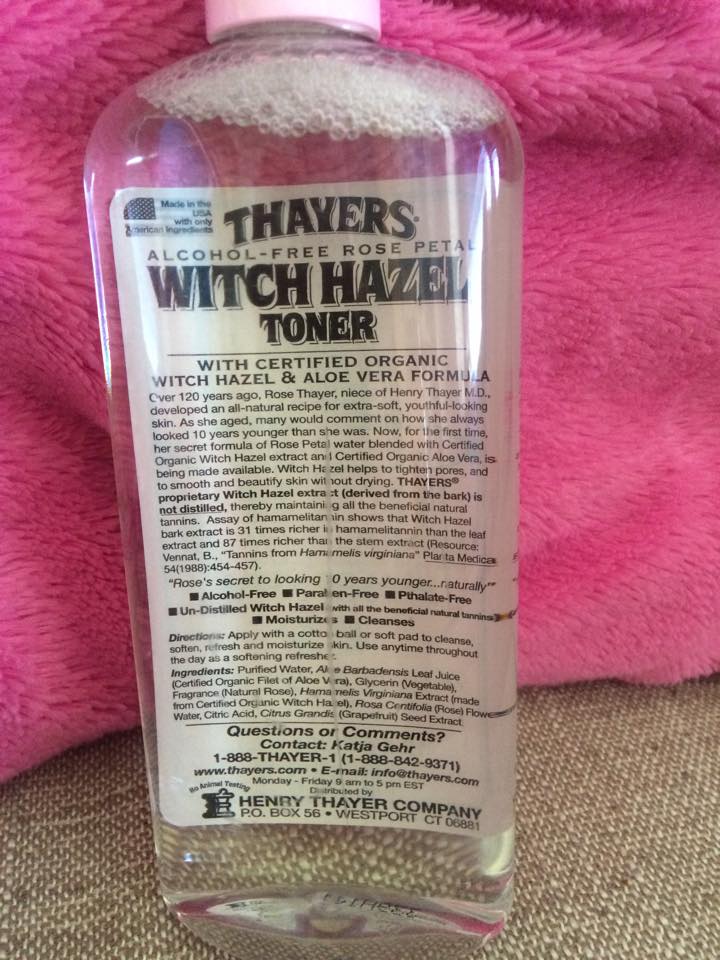 Made in the
USA
with only
American Ingredients
THAYERS®
ALCOHOL-FREE ROSE PETAL
WITCH HAZEL
TONER
WITH CERTIFIED ORGANIC
WITCH HAZEL & ALOE VERA FORMULA
Over 120 years ago, Rose Thayer, niece of Henry Thayer M.D.,
developed an all-natural recipe for extra-soft, youthful-looking
skin. As she aged, many would comment on how she always
looked 10 years younger than she was. Now, for the first time,
her secret formula of Rose Petal water blended with Certified
Organic Witch Hazel extract and Certified Organic Aloe Vera, is
being made available. Witch Hazel helps to tighten pores, and
to smooth and beautify skin without drying. THAYERS®
proprietary Witch Hazel extract (derived from the bark) is
not distilled, thereby maintaining all the beneficial natural
tannins. Assay of hamamelitannin shows that Witch Hazel
bark extract is 31 times richer in hamamelitannin than the leaf
extract and 87 times richer than the stem extract (Resource:
Vennat, B., "Tannins from Hamamelis virginiana" Planta Medica
54(1988):454-457).
"Rose's secret to looking 10 years younger...naturally"
■ Alcohol-Free ■ Paraben-Free ■ Pthalate-Free
■ Un-Distilled Witch Hazel with all the beneficial natural tannins
■ Moisturizes ■ Cleanses
Directions: Apply with a cotton ball or soft pad to cleanse,
soften, refresh and moisturize skin. Use anytime throughout
the day as a softening refresher.
Ingredients: Purified Water, Aloe Barbadensis Leaf Juice
(Certified Organic Filet of Aloe Vera), Glycerin (Vegetable),
Fragrance (Natural Rose), Hamamelis Virginiana Extract (made
from Certified Organic Witch Hazel), Rosa Centifolia (Rose) Flower
Water, Citric Acid, Citrus Grandis (Grapefruit) Seed Extract
Questions or Comments?
Contact: Katja Gehr
1-888-THAYER-1 (1-888-842-9371)
www.thayers.com • E-mail: info@thayers.com
Monday - Friday 9 am to 5 pm EST
No Animal Testing
Distributed by
HENRY THAYER COMPANY
P.O. BOX 56 • WESTPORT CT 06881